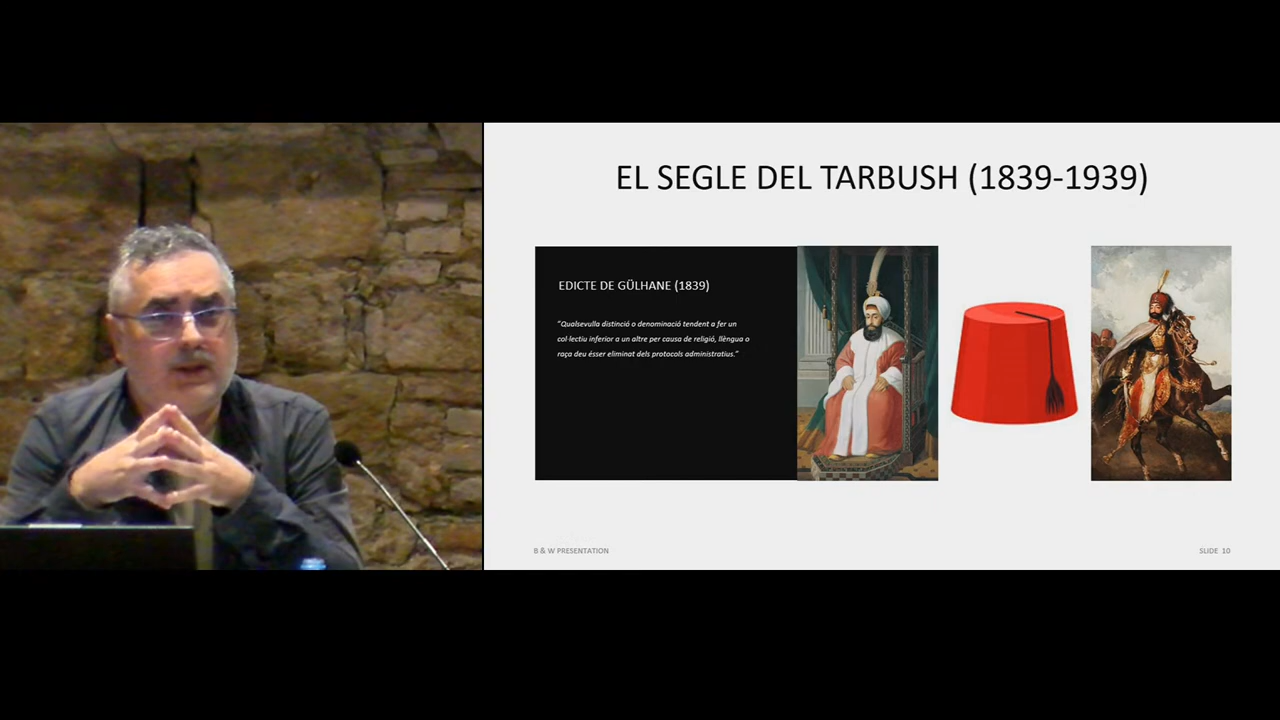 EL SEGLE DEL TARBUSH (1839-1939)
EDICTE DE GÜLHANE (1839)
"Qualsevulla distinció o denominació tendent a fer un
col·lectiu inferior a un altre per causa de religió, llengua o
raça deu ésser eliminat dels protocols administratius."
B & W PRESENTATION
SLIDE 10